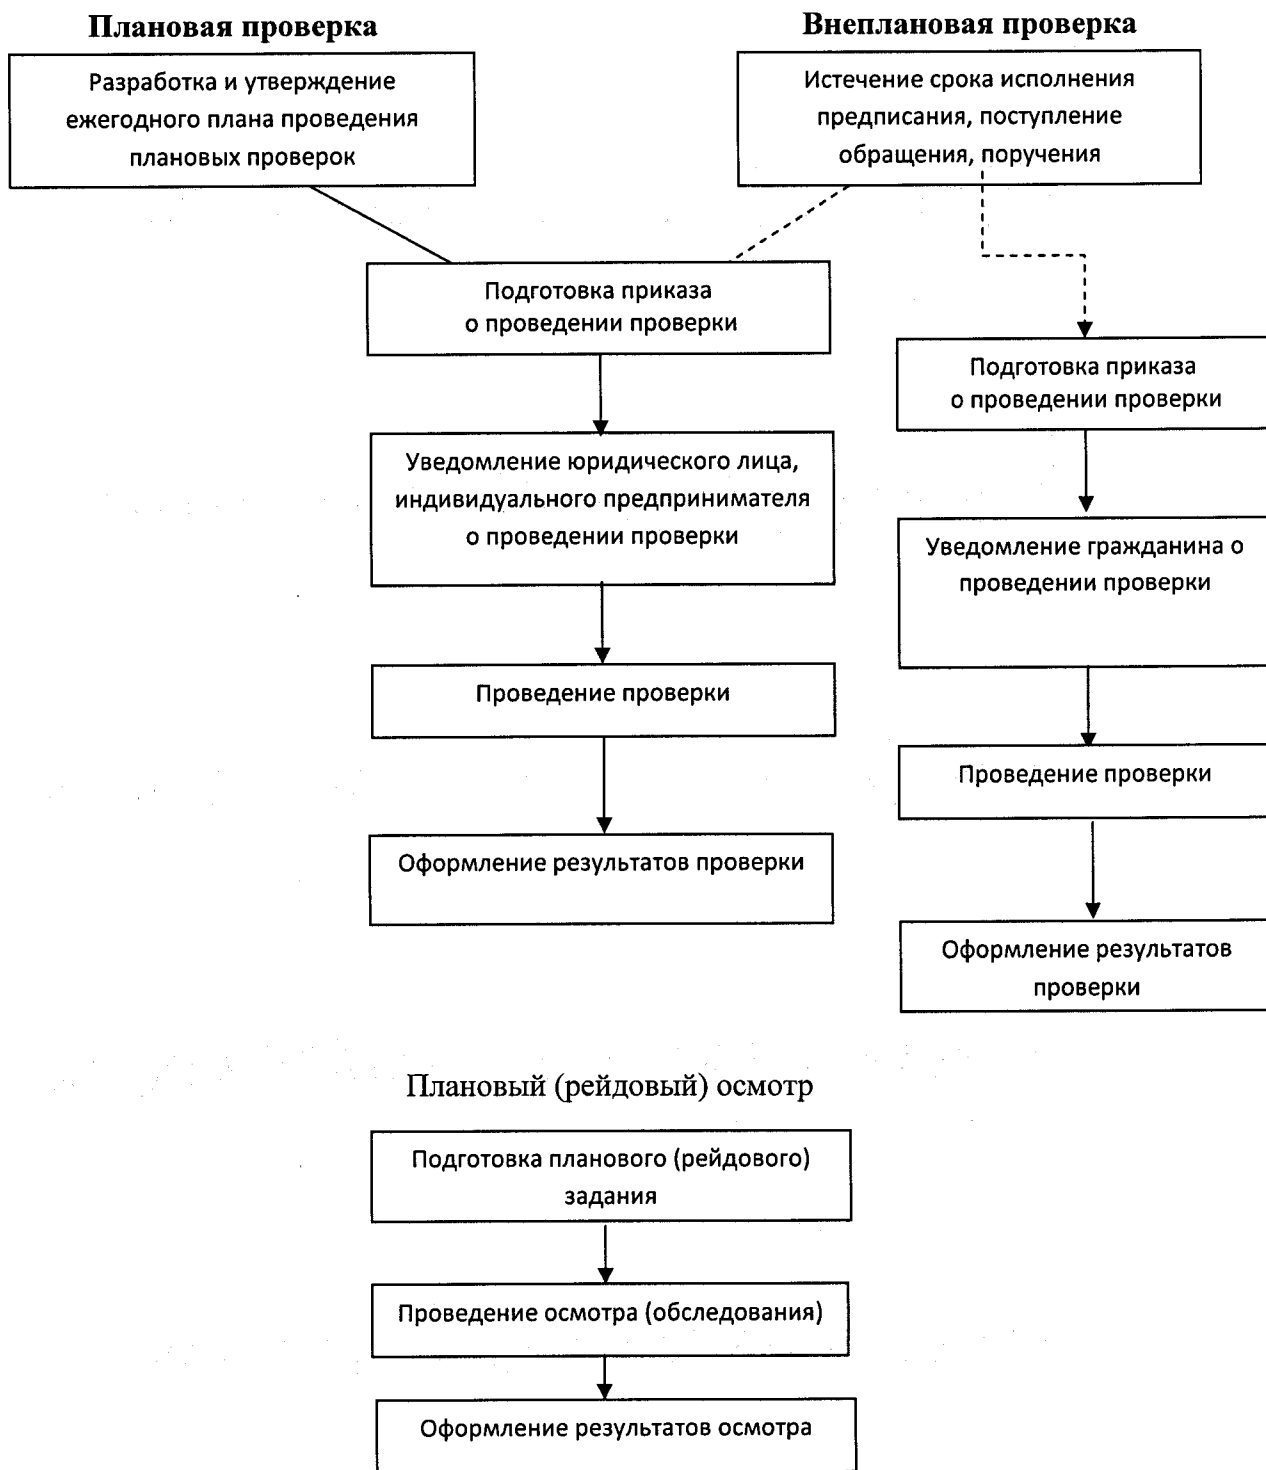 Плановая проверка
Внеплановая проверка
Разработка и утверждение
ежегодного плана проведения
плановых проверок
Истечение срока исполнения
предписания, поступление
обращения, поручения
Подготовка приказа
о проведении проверки
Уведомление юридического лица,
индивидуального предпринимателя
о проведении проверки
Проведение проверки
Оформление результатов проверки
Подготовка приказа
о проведении проверки
Уведомление гражданина о
проведении проверки
Проведение проверки
Оформление результатов
проверки
Плановый (рейдовый) осмотр
Подготовка планового (рейдового)
задания
Проведение осмотра (обследования)
Оформление результатов осмотра